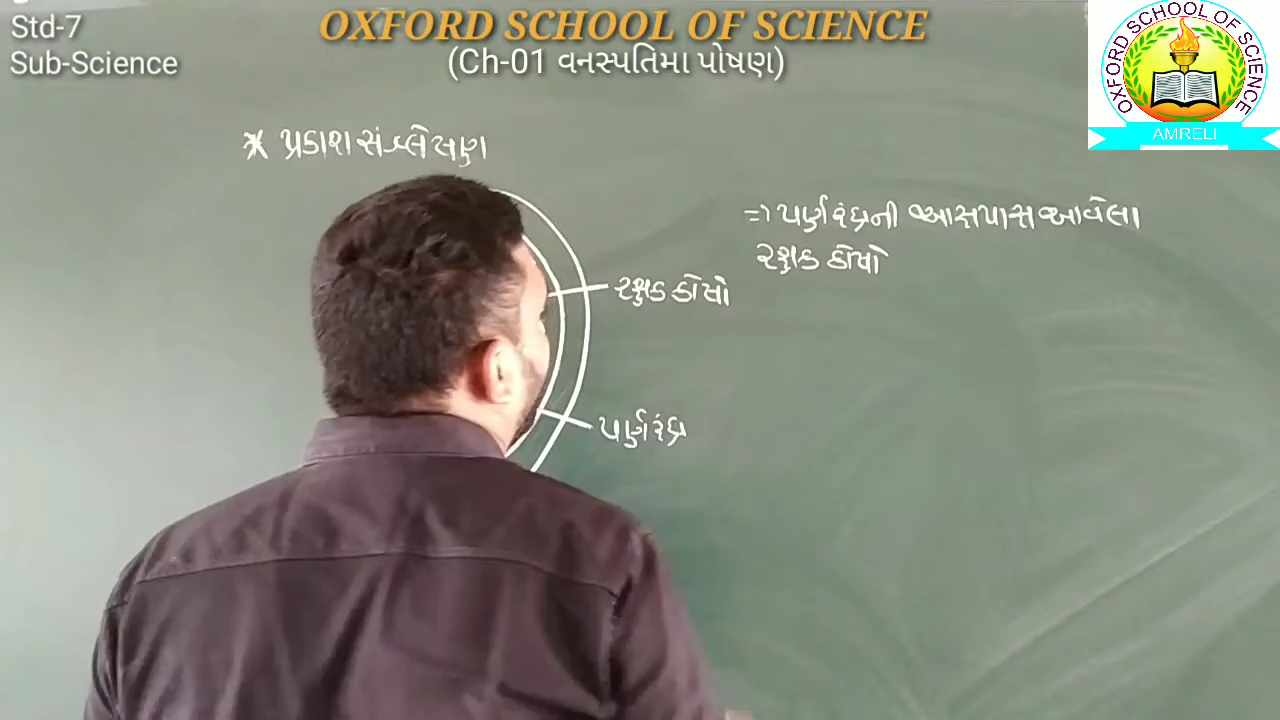 Std-7
Sub-Science
OXFORD SCHOOL OF SCIENCE
(Ch-01 વનસ્પતિમા પોષણ)
OXFORD SCHOOL OF SCIENCE
AMRELI
* પ્રકાશસંશ્લેષણ
=> પર્ણરંધ્રની આસપાસ આવેલા
રક્ષક કોષો
રક્ષક કોષો
પર્ણરંધ્ર